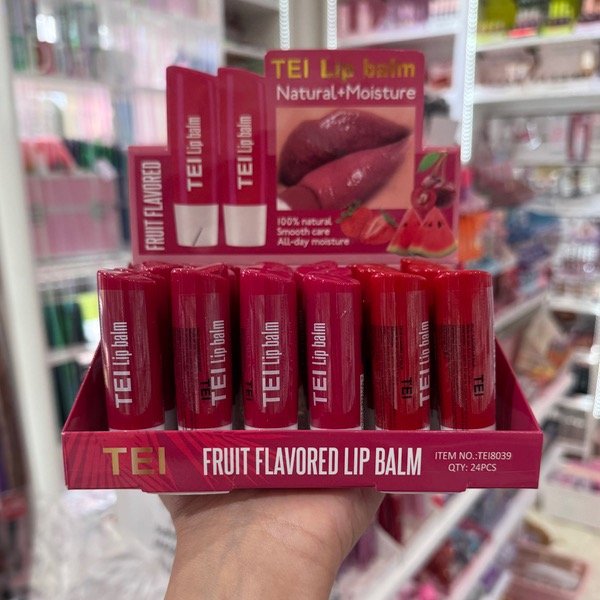 TEI Lip balm
Natural+Moisture
TEI Lip balm
TEI Lip balm
FRUIT FLAVORED
100% natural
Smooth care
All-day moisture
TEI Lip balm
TEI Lip balm
TEI
TEI Lip balm
TEI Lip balm
TEI
TEI Lip balm
TEI
TEI
FRUIT FLAVORED LIP BALM
ITEM NO.:TEI8039
QTY: 24PCS